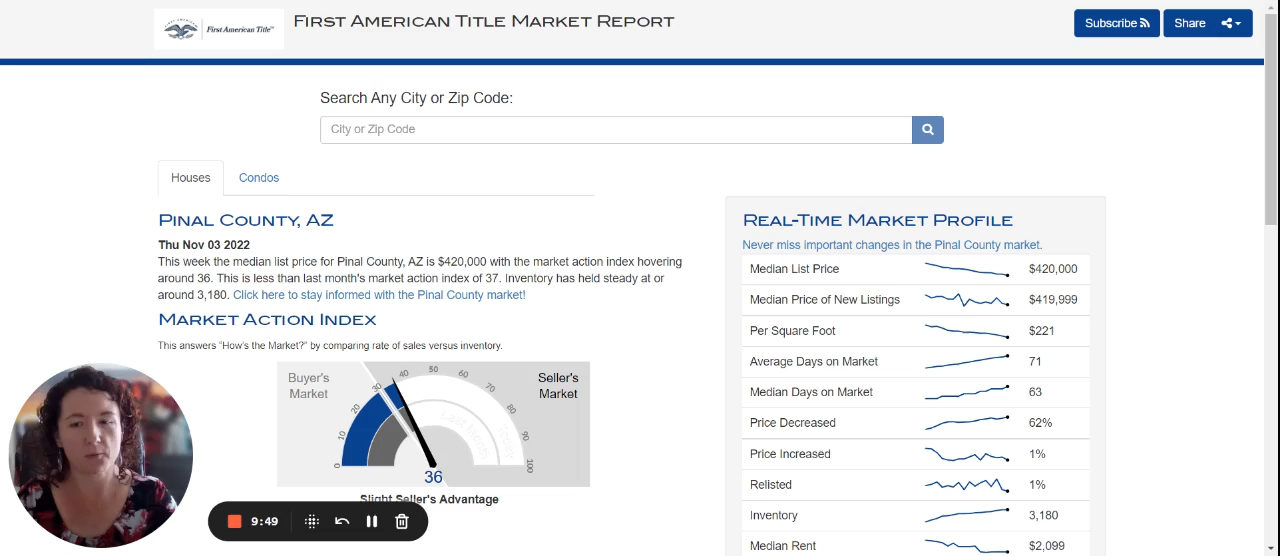 First American Title™
First American Title Market Report
Subscribe
Share
Search Any City or Zip Code:
City or Zip Code
Houses
Condos
Pinal County, AZ
Thu Nov 03 2022
This week the median list price for Pinal County, AZ is $420,000 with the market action index hovering
around 36. This is less than last month's market action index of 37. Inventory has held steady at or
around 3,180. Click here to stay informed with the Pinal County market!
Market Action Index
This answers "How's the Market?" by comparing rate of sales versus inventory.
Buyer's
Market
Seller's
Market
0
10
20
30
40
50
60
70
80
90
100
Last Month
Today
36
Slight Seller's Advantage
9:49
Real-Time Market Profile
Never miss important changes in the Pinal County market.
Median List Price $420,000
Median Price of New Listings $419,999
Per Square Foot $221
Average Days on Market 71
Median Days on Market 63
Price Decreased 62%
Price Increased 1%
Relisted 1%
Inventory 3,180
Median Rent $2,099